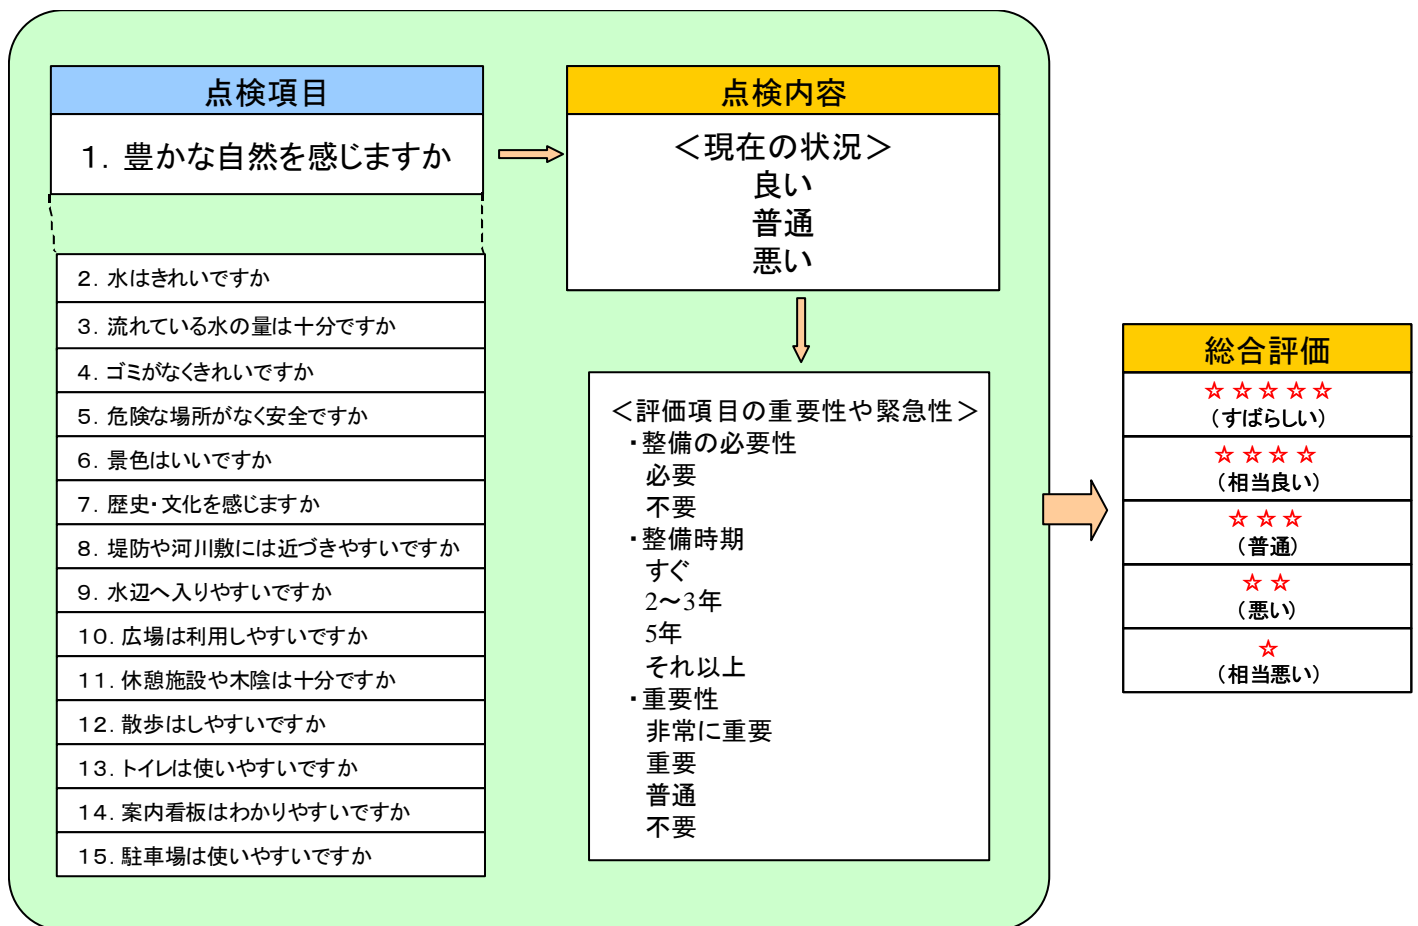 点検項目
１．豊かな自然を感じますか
２．水はきれいですか
３．流れている水の量は十分ですか
４．ゴミがなくきれいですか
５．危険な場所がなく安全ですか
６．景色はいいですか
７．歴史・文化を感じますか
８．堤防や河川敷には近づきやすいですか
９．水辺へ入りやすいですか
１０．広場は利用しやすいですか
１１．休憩施設や木陰は十分ですか
１２．散歩はしやすいですか
１３．トイレは使いやすいですか
１４．案内看板はわかりやすいですか
１５．駐車場は使いやすいですか
点検内容
＜現在の状況＞
良い
普通
悪い
＜評価項目の重要性や緊急性＞
・整備の必要性
必要
不要
・整備時期
すぐ
2～3年
5年
それ以上
・重要性
非常に重要
重要
普通
不要
総合評価
☆☆☆☆☆
（すばらしい）
☆☆☆☆
（相当良い）
☆☆☆
（普通）
☆☆
（悪い）
☆
（相当悪い）